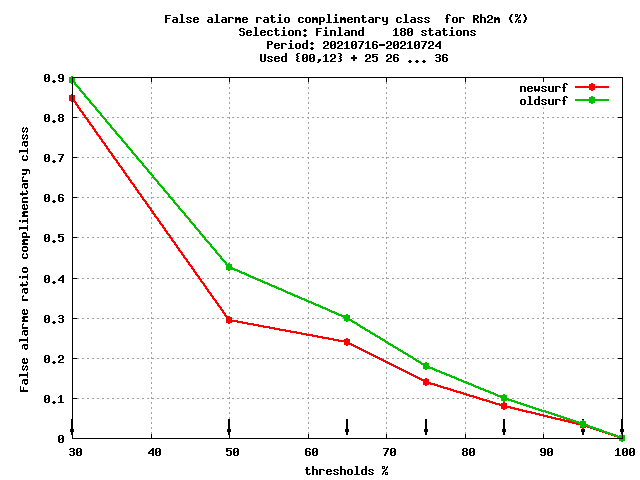 False alarme ratio complimentary class  for Rh2m (%)
Selection: Finland    180 stations
Period: 20210716-20210724
Used {00,12} + 25 26 ... 36
newsurf
oldsurf
False alarme ratio complimentary class
0.9
0.8
0.7
0.6
0.5
0.4
0.3
0.2
0.1
0
30 40 50 60 70 80 90 100
thresholds %